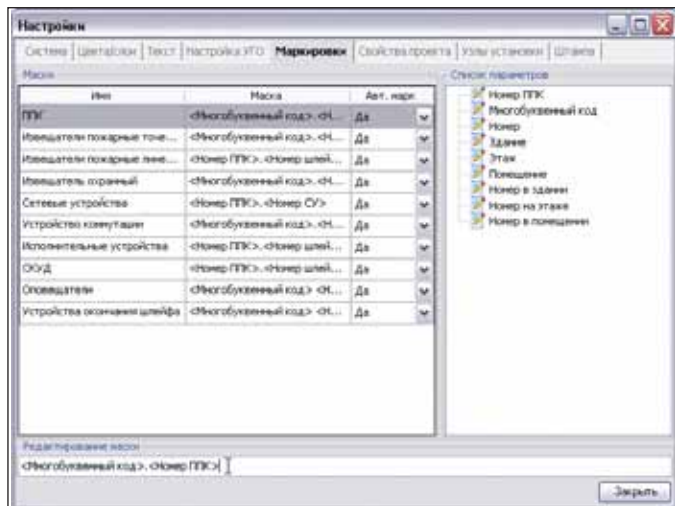 Настройки
Система Цвета/слои Текст Настройка УГО Маркировки Свойства проекта Узлы установки Штампы
Маски
Имя Маска Авт. марк
ППК <Многобуквенный код>.<Н... Да
Извещатели пожарные точе... <Многобуквенный код>.<Н... Да
Извещатели пожарные лине... <Номер ППК>.<Номер шлей... Да
Извещатель охранный <Многобуквенный код>.<Н... Да
Сетевые устройства <Номер ППК>.<Номер СУ> Да
Устройство коммутации <Многобуквенный код>.<Н... Да
Исполнительные устройства <Номер ППК>.<Номер шлей... Да
СКУД <Номер ППК>.<Номер шлей... Да
Оповещатели <Многобуквенный код> <Н... Да
Устройства окончания шлейфа <Многобуквенный код> <Н... Да
Список параметров
Номер ППК
Многобуквенный код
Номер
Здание
Этаж
Помещение
Номер в здании
Номер на этаже
Номер в помещении
Редактирование маски
<Многобуквенный код>.<Номер ППК>
Закрыть